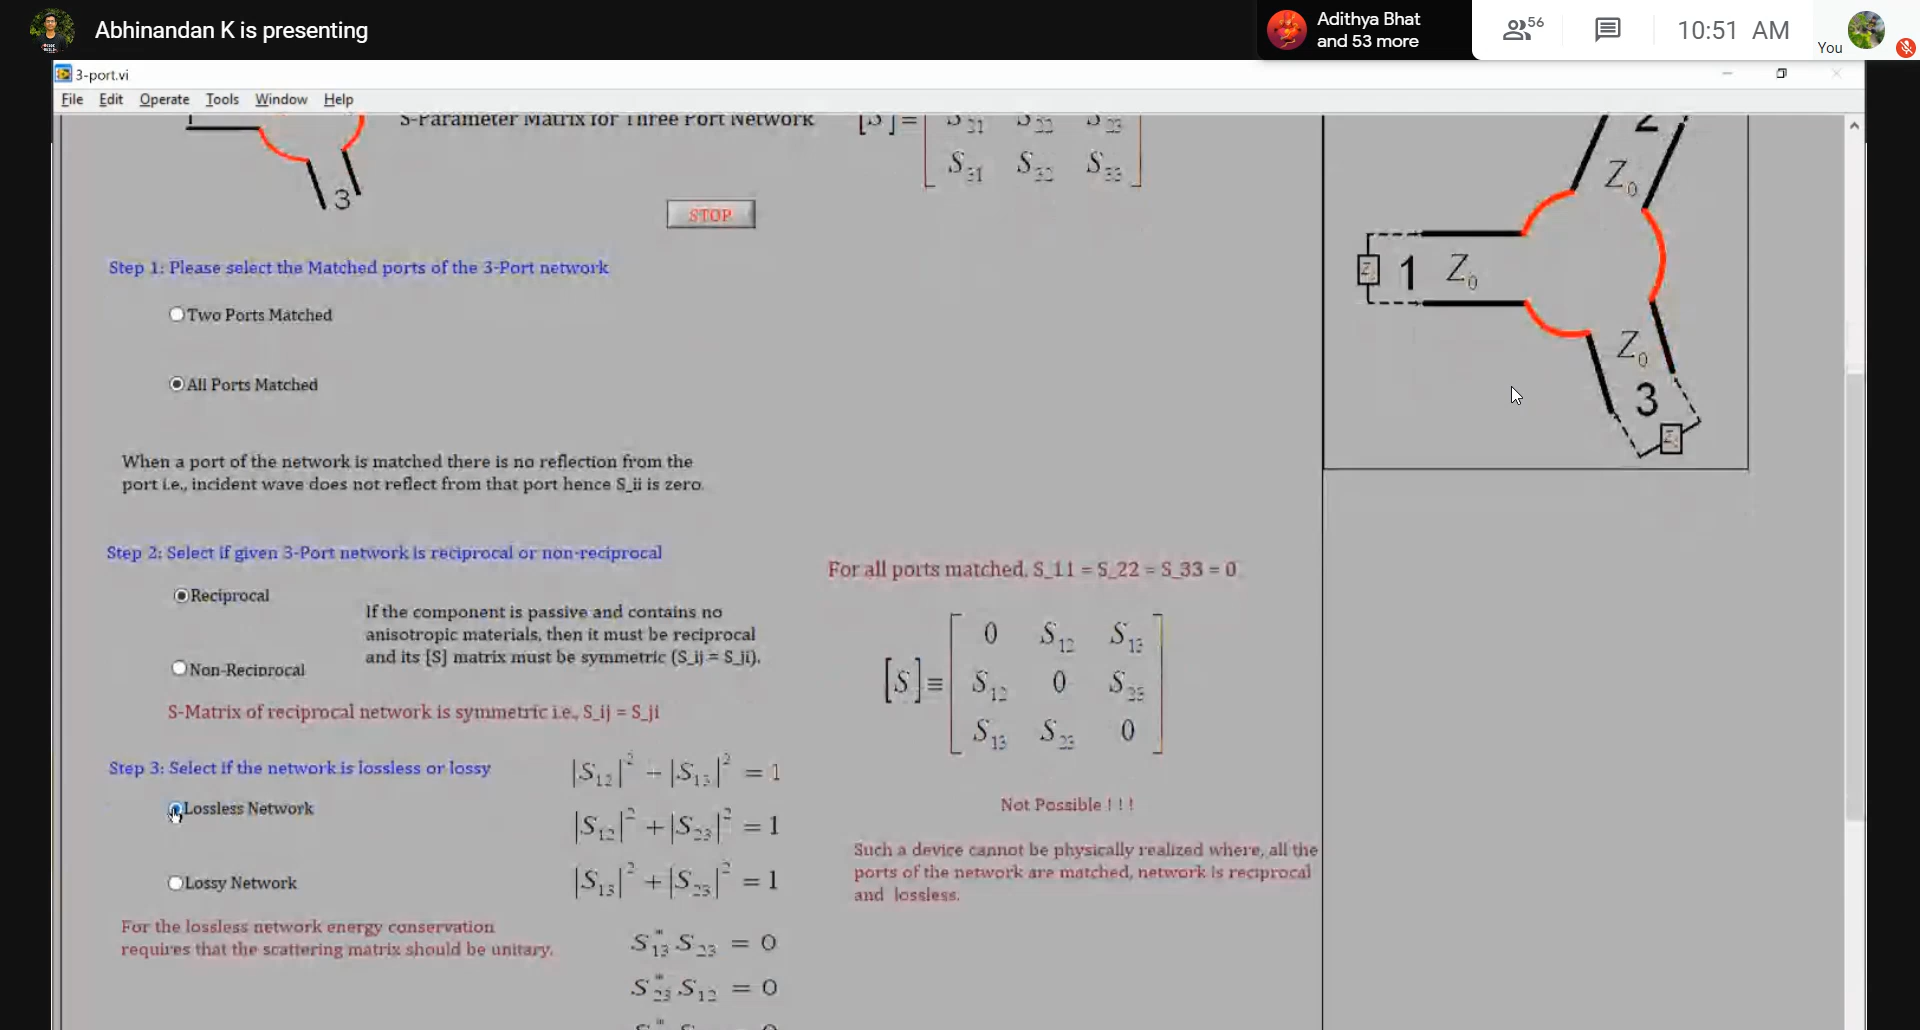 Abhinandan K is presenting
Adithya Bhat
and 53 more
56
10:51 AM
You
3-port.vi
File Edit Operate Tools Window Help
S-Parameter Matrix for Three Port Network
[S] =
S21 S22 S23
S31 S32 S33
3
STOP
2
Z0
1 Z0
Z0
3
Step 1: Please select the Matched ports of the 3-Port network
Two Ports Matched
All Ports Matched
When a port of the network is matched there is no reflection from the
port i.e., incident wave does not reflect from that port hence S_ii is zero.
Step 2: Select if given 3-Port network is reciprocal or non-reciprocal
Reciprocal
If the component is passive and contains no
anisotropic materials, then it must be reciprocal
and its [S] matrix must be symmetric (S_ij = S_ji).
Non-Reciprocal
S-Matrix of reciprocal network is symmetric i.e., S_ij = S_ji
For all ports matched, S_11 = S_22 = S_33 = 0
0 S12 S13
[S] ≡ S12 0 S23
S13 S23 0
Step 3: Select if the network is lossless or lossy
Lossless Network
Lossy Network
For the lossless network energy conservation
requires that the scattering matrix should be unitary.
|S12|² + |S13|² = 1
|S12|² + |S23|² = 1
|S13|² + |S23|² = 1
S*13 S23 = 0
S*23 S12 = 0
Not Possible ! ! !
Such a device cannot be physically realized where, all the
ports of the network are matched, network is reciprocal
and lossless.